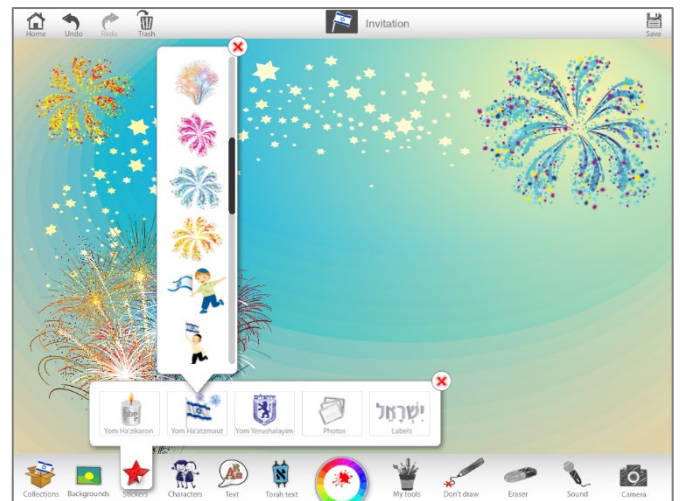 Home Undo Redo Trash Invitation Save
Yom Ha'zikaron Yom Ha'atzmaut Yom Yerushalayim Photos Labels
יִשְׂרָאֵל
Collections Backgrounds Stickers Characters Text Torah text My tools Don't draw Eraser Sound Camera